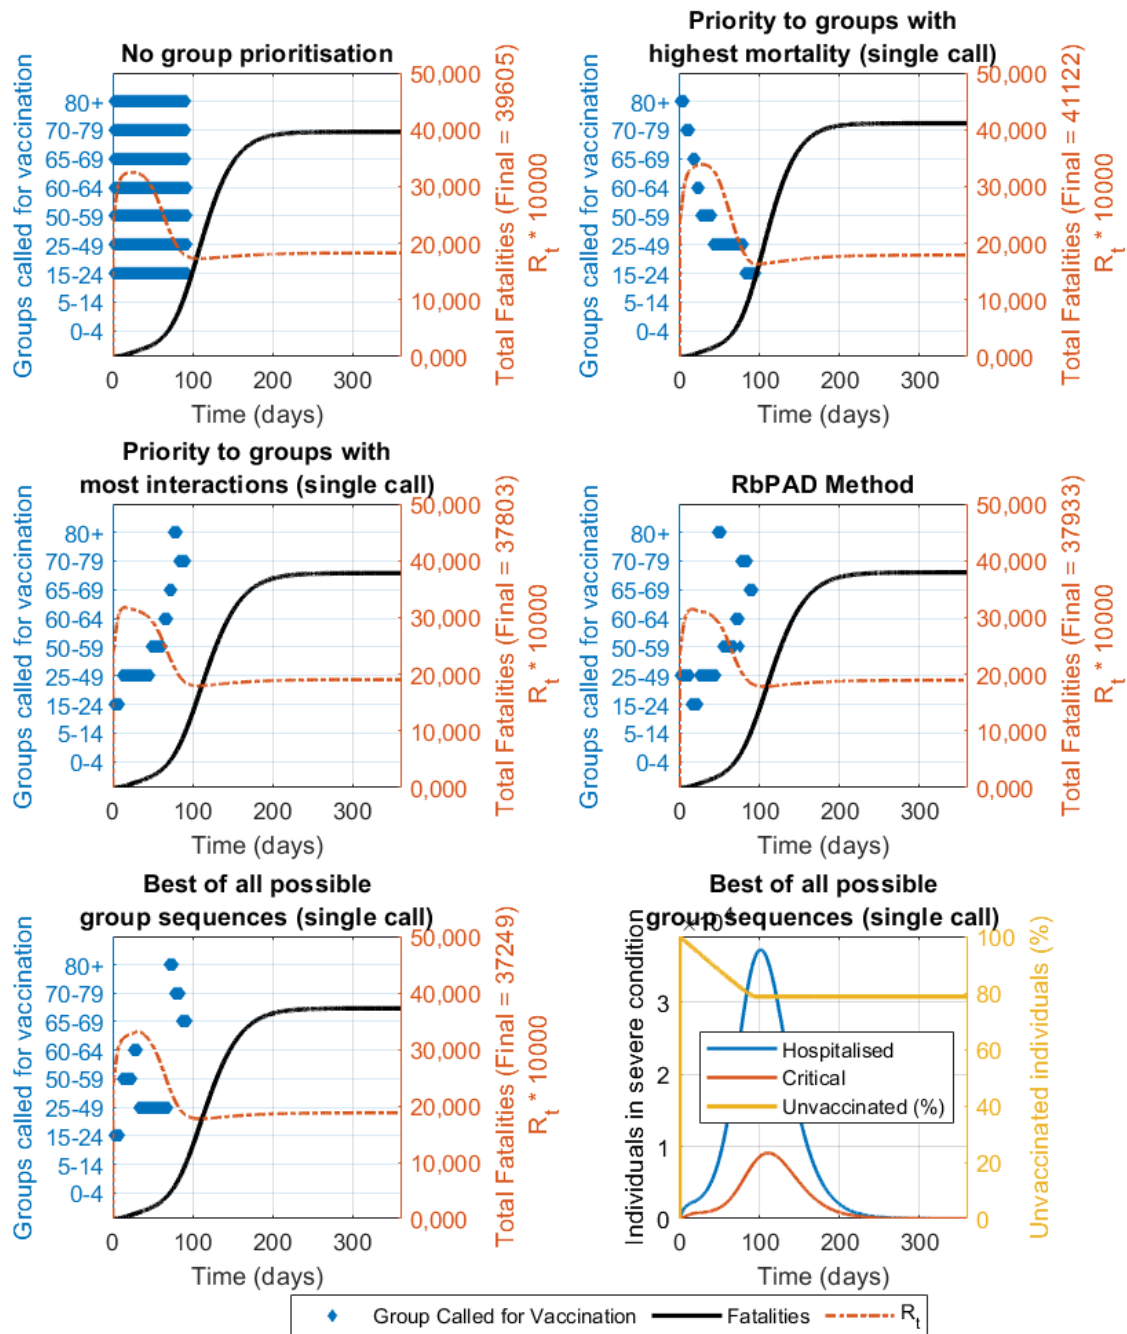 No group prioritisation
Groups called for vaccination
80+
70-79
65-69
60-64
50-59
25-49
15-24
5-14
0-4
50,000
40,000
30,000
20,000
10,000
0,000
Total Fatalities (Final = 39605)
R_t * 10000
0
100
200
300
Time (days)
Priority to groups with
highest mortality (single call)
Groups called for vaccination
80+
70-79
65-69
60-64
50-59
25-49
15-24
5-14
0-4
50,000
40,000
30,000
20,000
10,000
0,000
Total Fatalities (Final = 41122)
R_t * 10000
0
100
200
300
Time (days)
Priority to groups with
most interactions (single call)
Groups called for vaccination
80+
70-79
65-69
60-64
50-59
25-49
15-24
5-14
0-4
50,000
40,000
30,000
20,000
10,000
0,000
Total Fatalities (Final = 37803)
R_t * 10000
0
100
200
300
Time (days)
RbPAD Method
Groups called for vaccination
80+
70-79
65-69
60-64
50-59
25-49
15-24
5-14
0-4
50,000
40,000
30,000
20,000
10,000
0,000
Total Fatalities (Final = 37933)
R_t * 10000
0
100
200
300
Time (days)
Best of all possible
group sequences (single call)
Groups called for vaccination
80+
70-79
65-69
60-64
50-59
25-49
15-24
5-14
0-4
50,000
40,000
30,000
20,000
10,000
0,000
Total Fatalities (Final = 37249)
R_t * 10000
0
100
200
300
Time (days)
Best of all possible
group sequences (single call)
Individuals in severe condition
3
2
1
0
Hospitalised
Critical
Unvaccinated (%)
100
80
60
40
20
0
Unvaccinated individuals (%)
0
100
200
300
Time (days)
Group Called for Vaccination
Fatalities
R_t